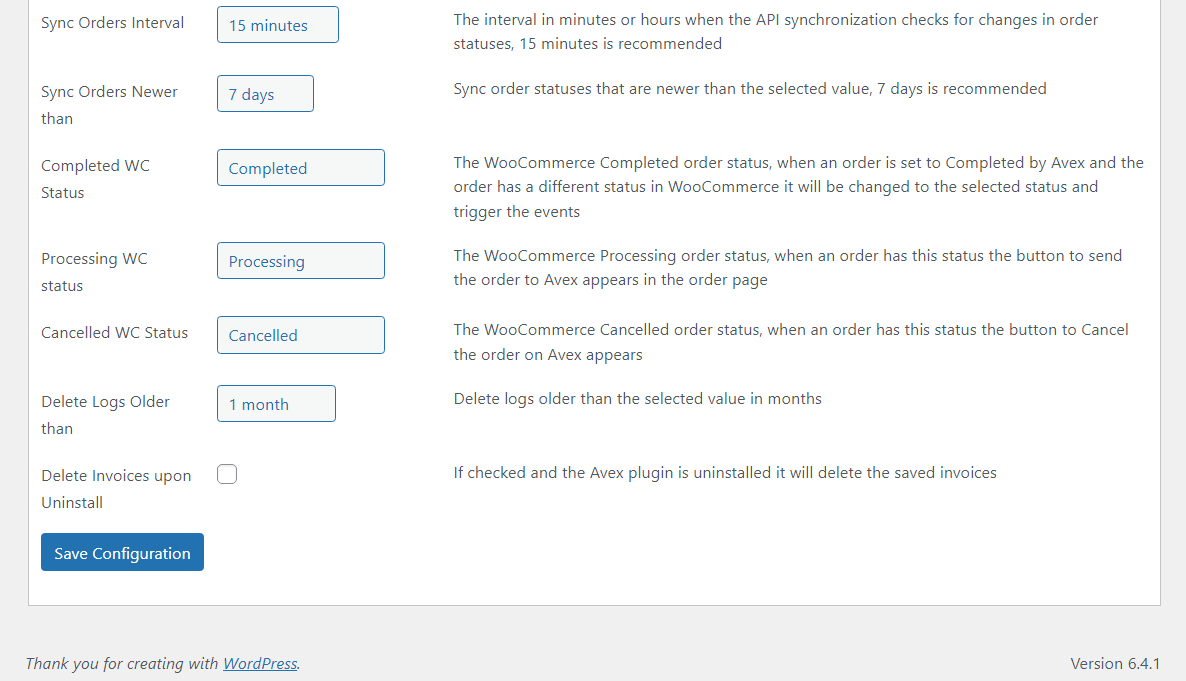 Sync Orders Interval
15 minutes
The interval in minutes or hours when the API synchronization checks for changes in order
statuses, 15 minutes is recommended
Sync Orders Newer
than
7 days
Sync order statuses that are newer than the selected value, 7 days is recommended
Completed WC
Status
Completed
The WooCommerce Completed order status, when an order is set to Completed by Avex and the
order has a different status in WooCommerce it will be changed to the selected status and
trigger the events
Processing WC
status
Processing
The WooCommerce Processing order status, when an order has this status the button to send
the order to Avex appears in the order page
Cancelled WC Status
Cancelled
The WooCommerce Cancelled order status, when an order has this status the button to Cancel
the order on Avex appears
Delete Logs Older
than
1 month
Delete logs older than the selected value in months
Delete Invoices upon
Uninstall
If checked and the Avex plugin is uninstalled it will delete the saved invoices
Save Configuration
Thank you for creating with WordPress.
Version 6.4.1